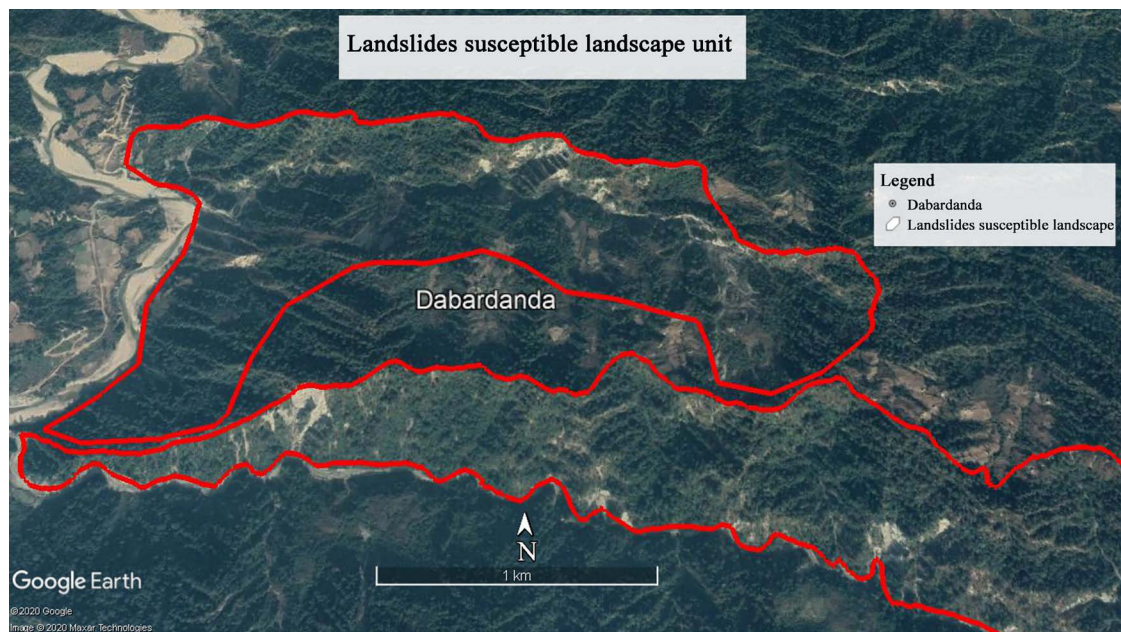 Landslides susceptible landscape unit
Legend
Dabardanda
Landslides susceptible landscape
Dabardanda
N
1 km
Google Earth
©2020 Google
Image © 2020 Maxar Technologies